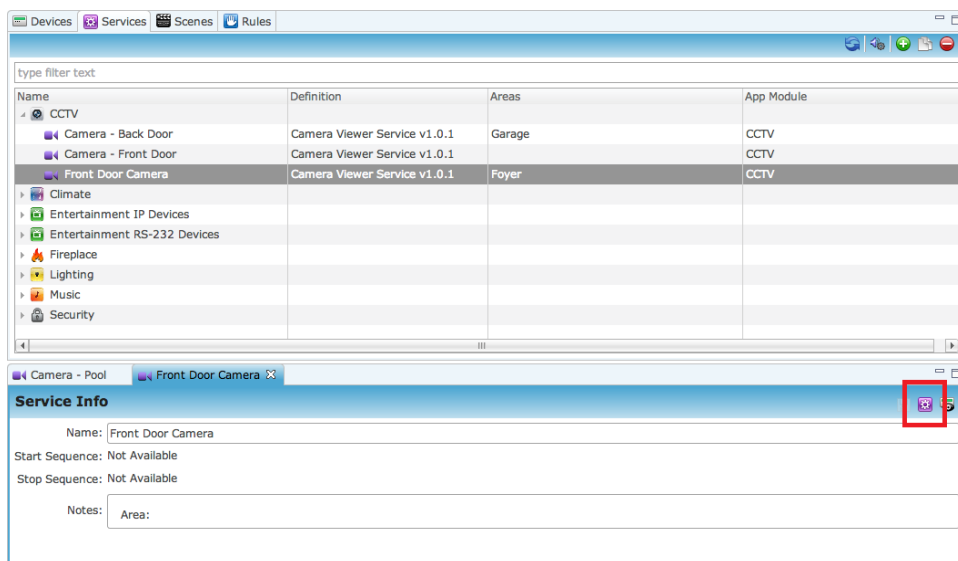 Devices Services Scenes Rules
type filter text
Name Definition Areas App Module
CCTV
Camera - Back Door Camera Viewer Service v1.0.1 Garage CCTV
Camera - Front Door Camera Viewer Service v1.0.1 CCTV
Front Door Camera Camera Viewer Service v1.0.1 Foyer CCTV
Climate
Entertainment IP Devices
Entertainment RS-232 Devices
Fireplace
Lighting
Music
Security
Camera - Pool Front Door Camera
Service Info
Name: Front Door Camera
Start Sequence: Not Available
Stop Sequence: Not Available
Notes: Area: